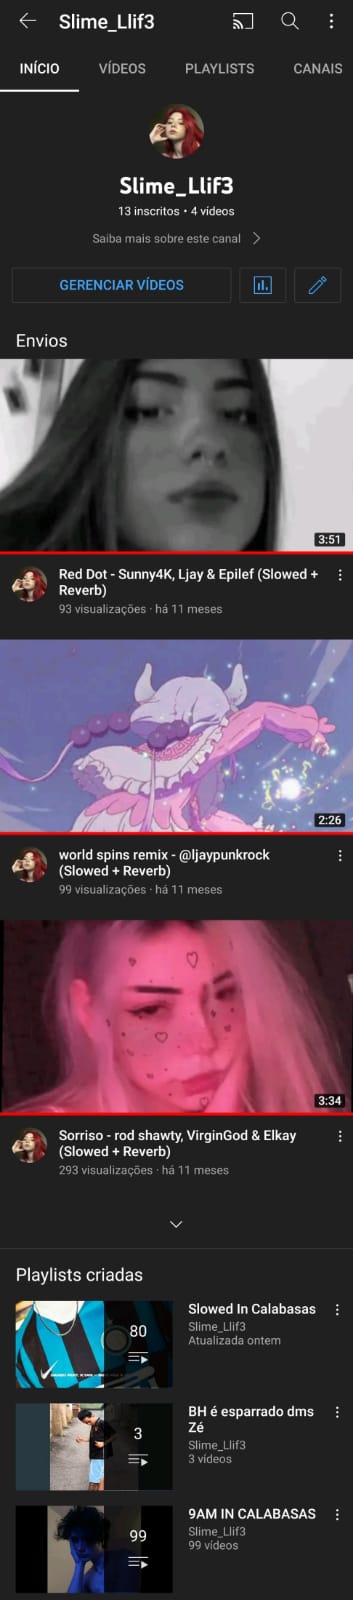 Slime_Llif3
INÍCIO VÍDEOS PLAYLISTS CANAIS
Slime_Llif3
13 inscritos • 4 vídeos
Saiba mais sobre este canal
GERENCIAR VÍDEOS
Envios
3:51
Red Dot - Sunny4K, Ljay & Epilef (Slowed +
Reverb)
93 visualizações · há 11 meses
2:26
world spins remix - @ljaypunkrock
(Slowed + Reverb)
99 visualizações · há 11 meses
3:34
Sorriso - rod shawty, VirginGod & Elkay
(Slowed + Reverb)
293 visualizações · há 11 meses
Playlists criadas
80
Slowed In Calabasas
Slime_Llif3
Atualizada ontem
3
BH é esparrado dms
Zé
Slime_Llif3
3 vídeos
99
9AM IN CALABASAS
Slime_Llif3
99 vídeos